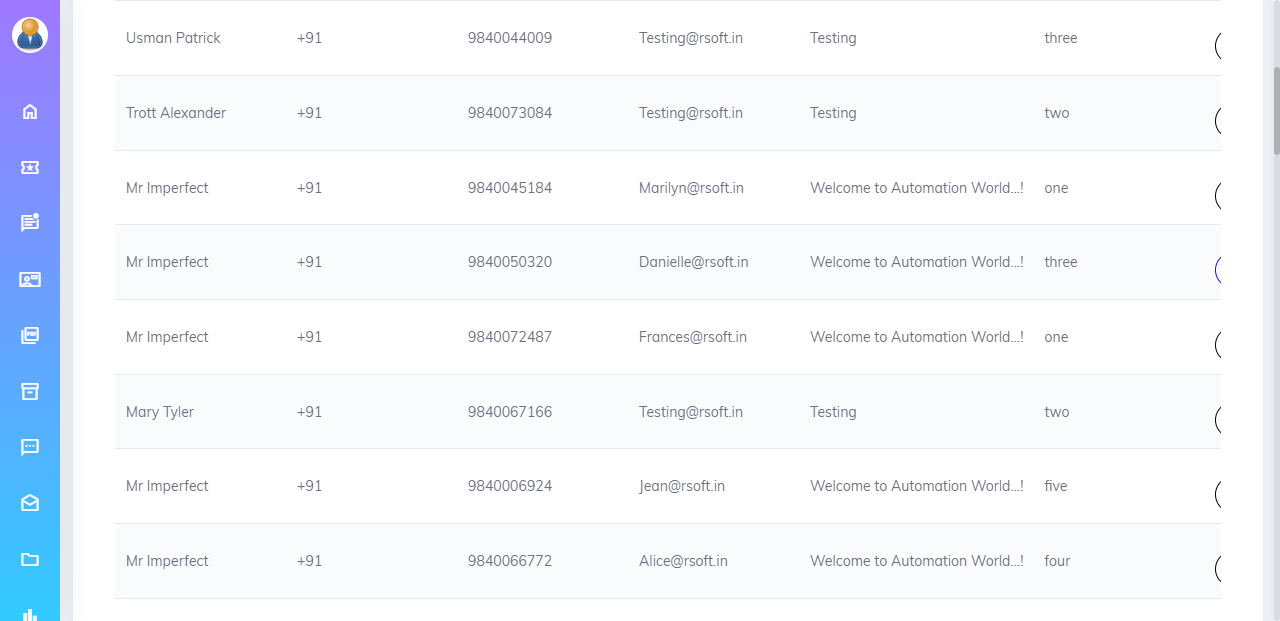 Usman Patrick +91 9840044009 Testing@rsoft.in Testing three
Trott Alexander +91 9840073084 Testing@rsoft.in Testing two
Mr Imperfect +91 9840045184 Marilyn@rsoft.in Welcome to Automation World...! one
Mr Imperfect +91 9840050320 Danielle@rsoft.in Welcome to Automation World...! three
Mr Imperfect +91 9840072487 Frances@rsoft.in Welcome to Automation World...! one
Mary Tyler +91 9840067166 Testing@rsoft.in Testing two
Mr Imperfect +91 9840006924 Jean@rsoft.in Welcome to Automation World...! five
Mr Imperfect +91 9840066772 Alice@rsoft.in Welcome to Automation World...! four